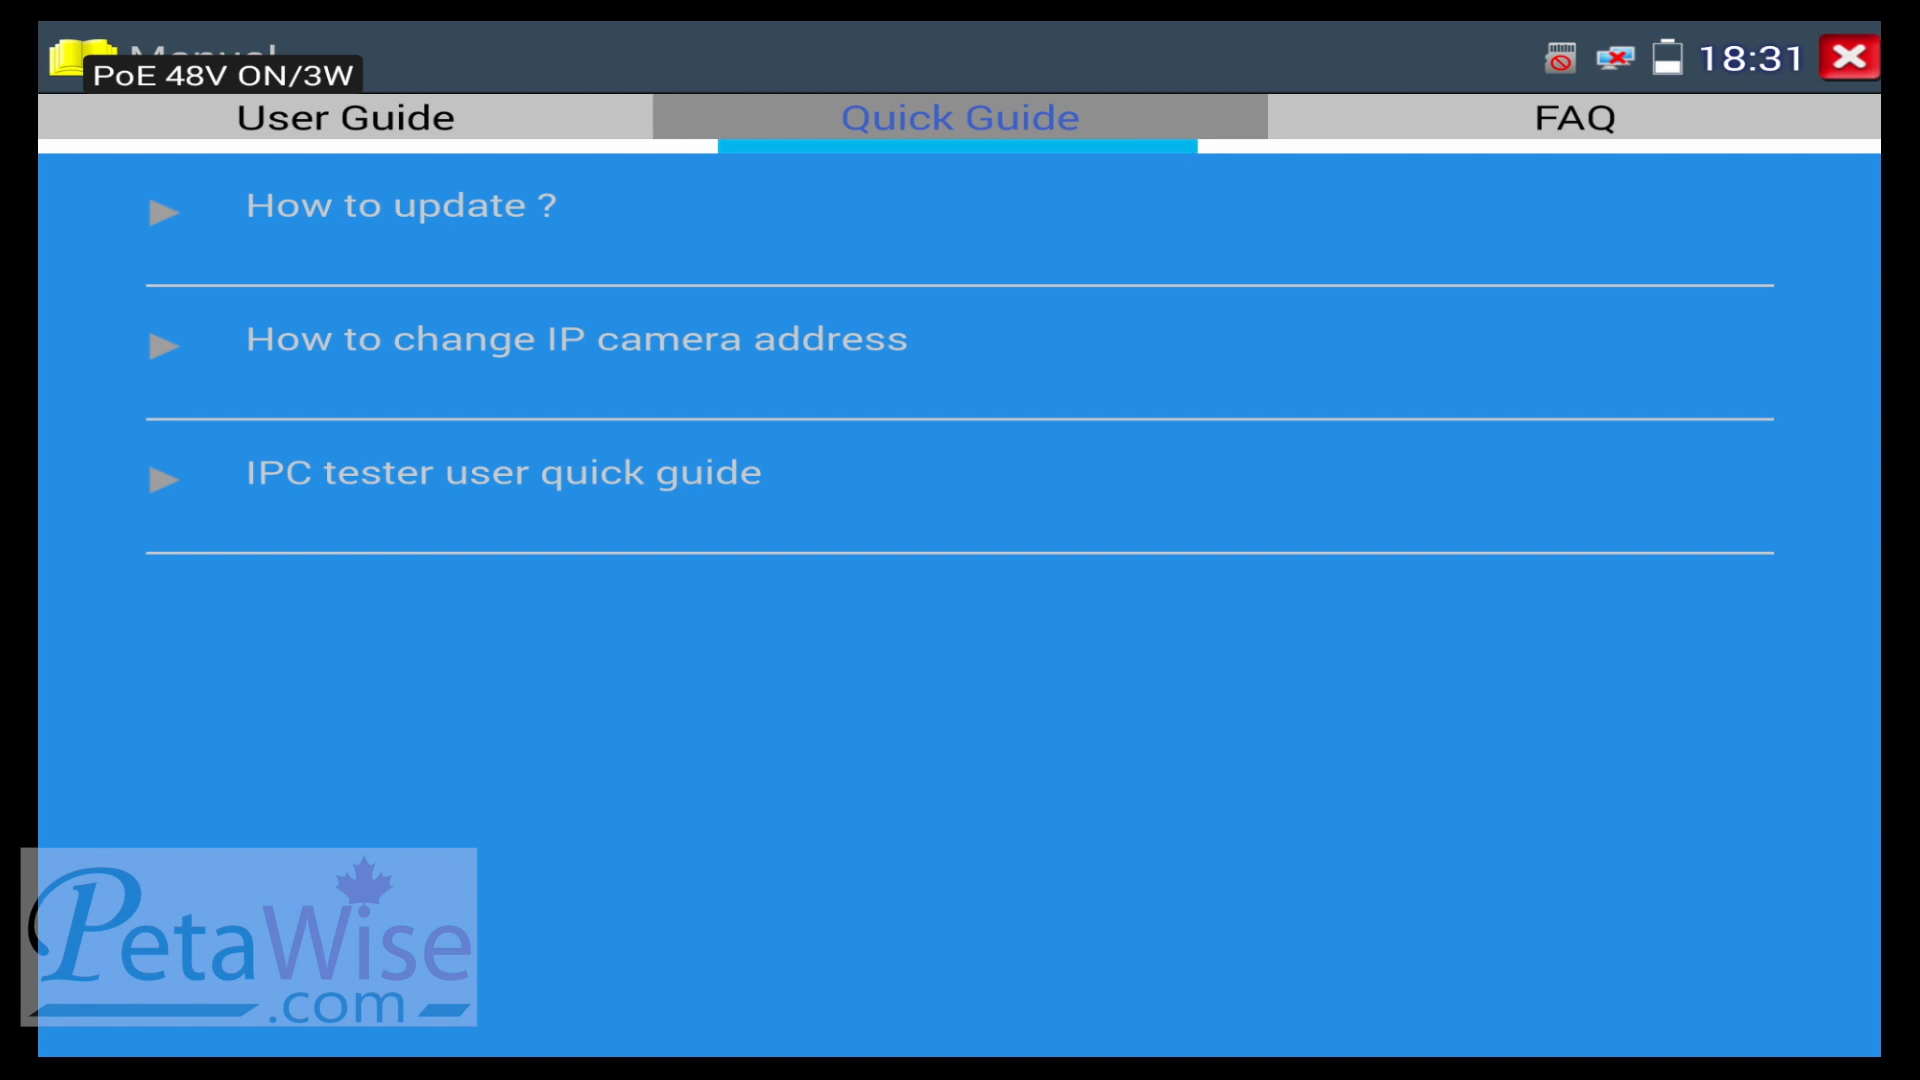 Manual
PoE 48V ON/3W
18:31
User Guide
Quick Guide
FAQ
How to update ?
How to change IP camera address
IPC tester user quick guide
PetaWise
.com